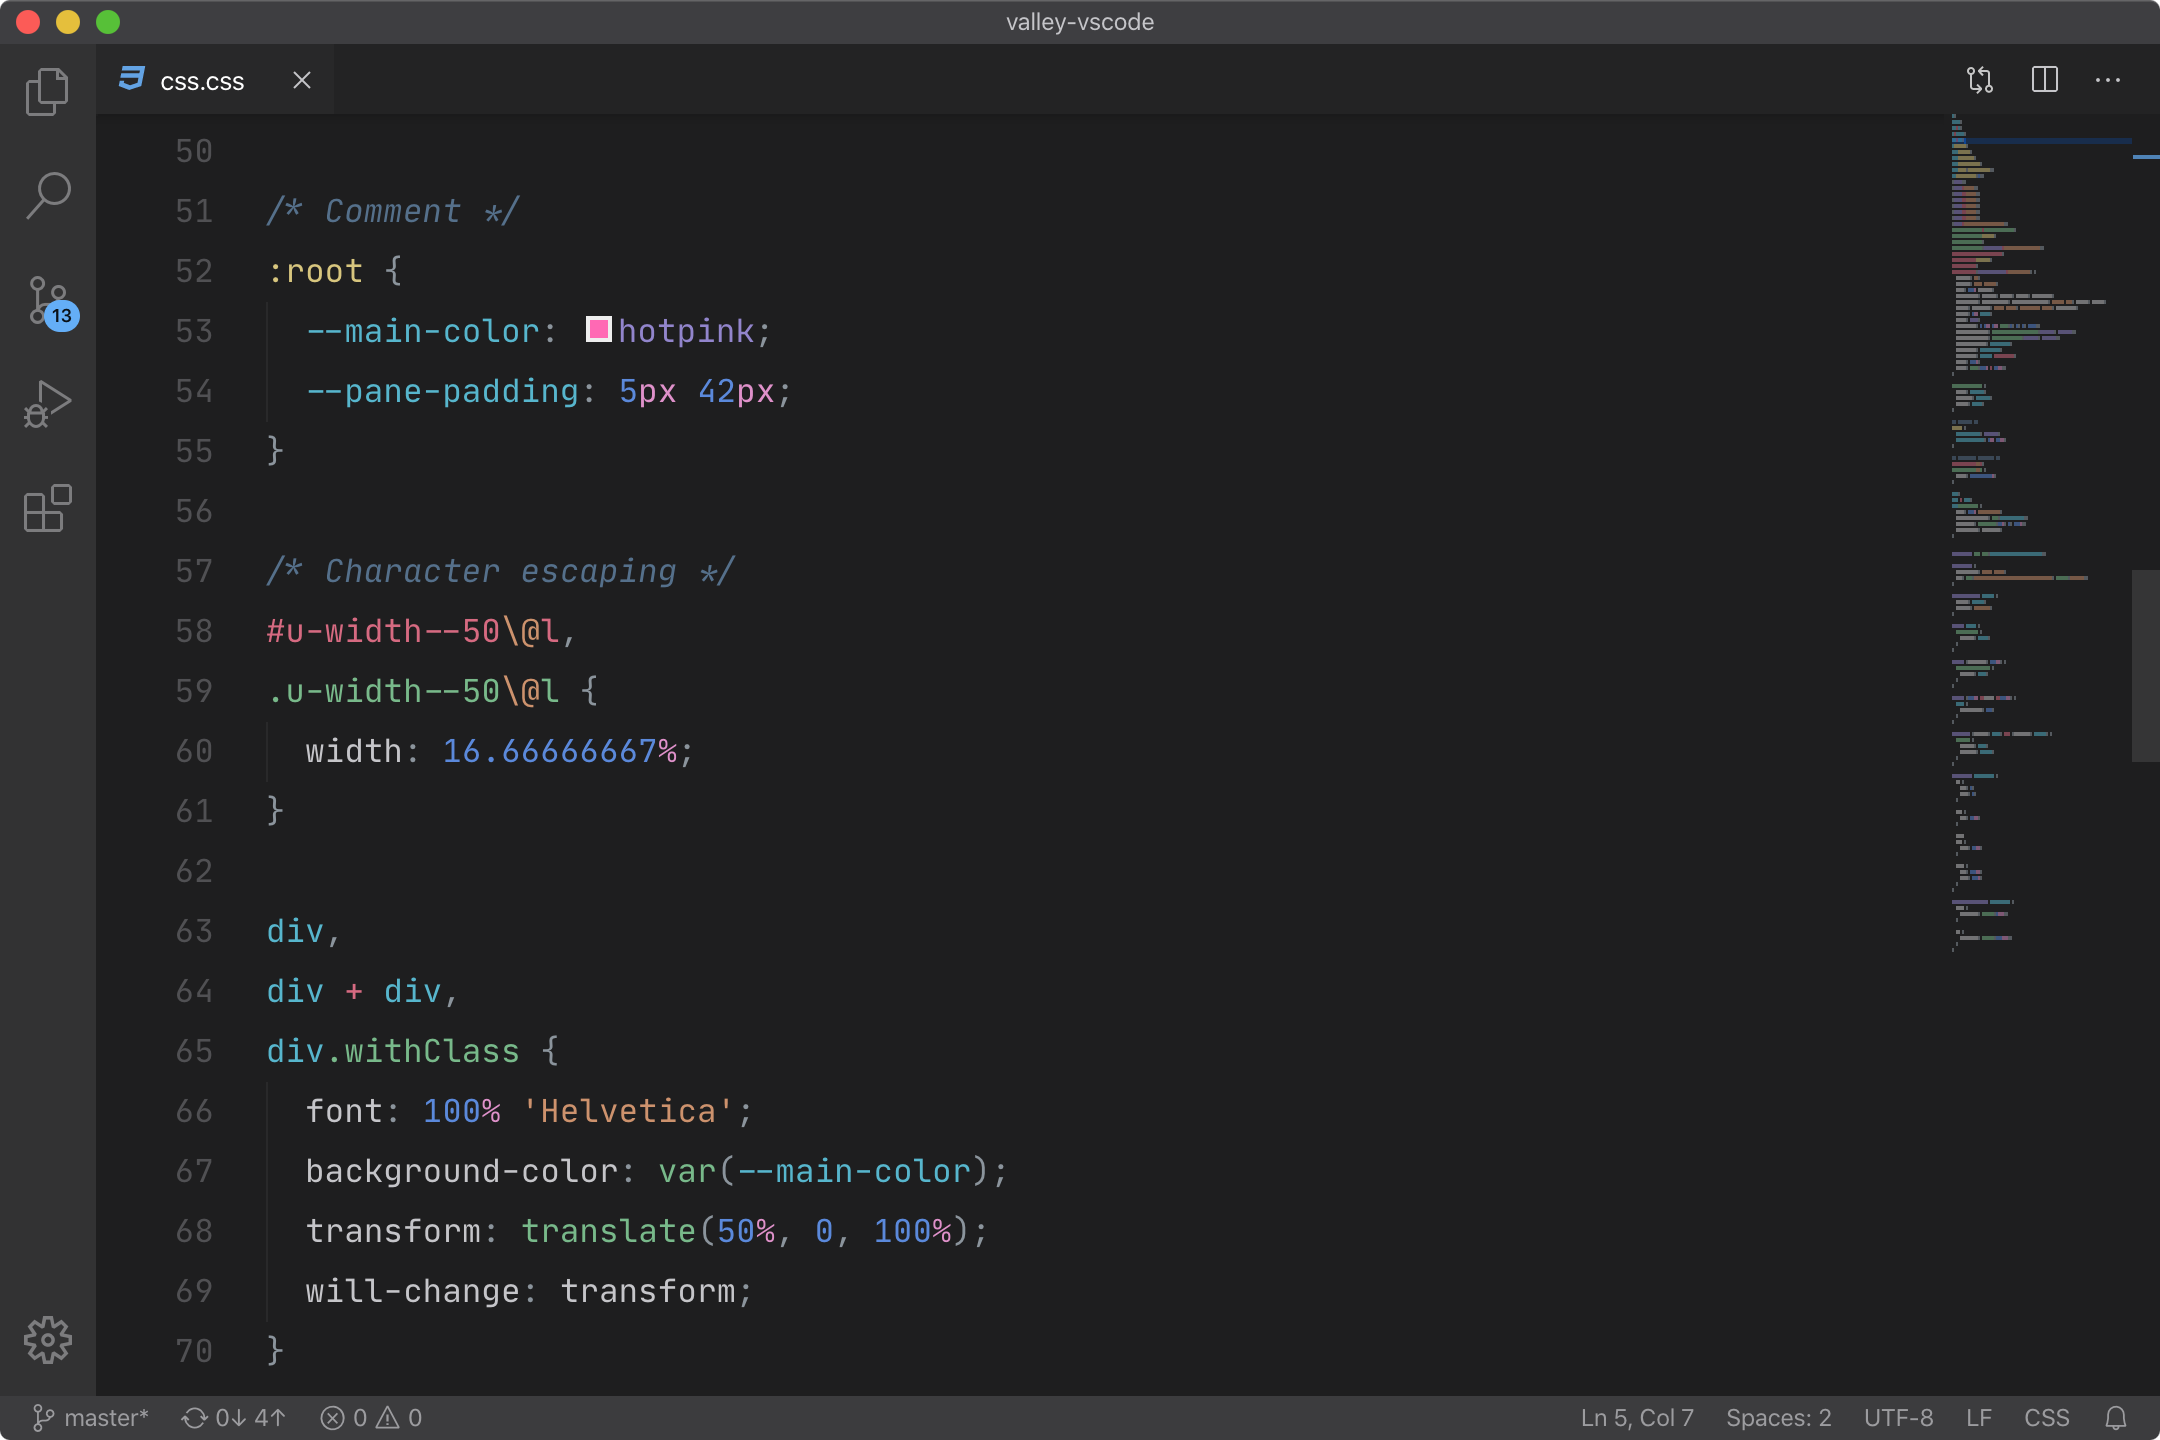 valley-vscode
css.css
50
51 /* Comment */
52 :root {
53 --main-color: hotpink;
54 --pane-padding: 5px 42px;
55 }
56
57 /* Character escaping */
58 #u-width--50\@l,
59 .u-width--50\@l {
60 width: 16.66666667%;
61 }
62
63 div,
64 div + div,
65 div.withClass {
66 font: 100% 'Helvetica';
67 background-color: var(--main-color);
68 transform: translate(50%, 0, 100%);
69 will-change: transform;
70 }
13
master* 0↓ 4↑ 0 0 Ln 5, Col 7 Spaces: 2 UTF-8 LF CSS